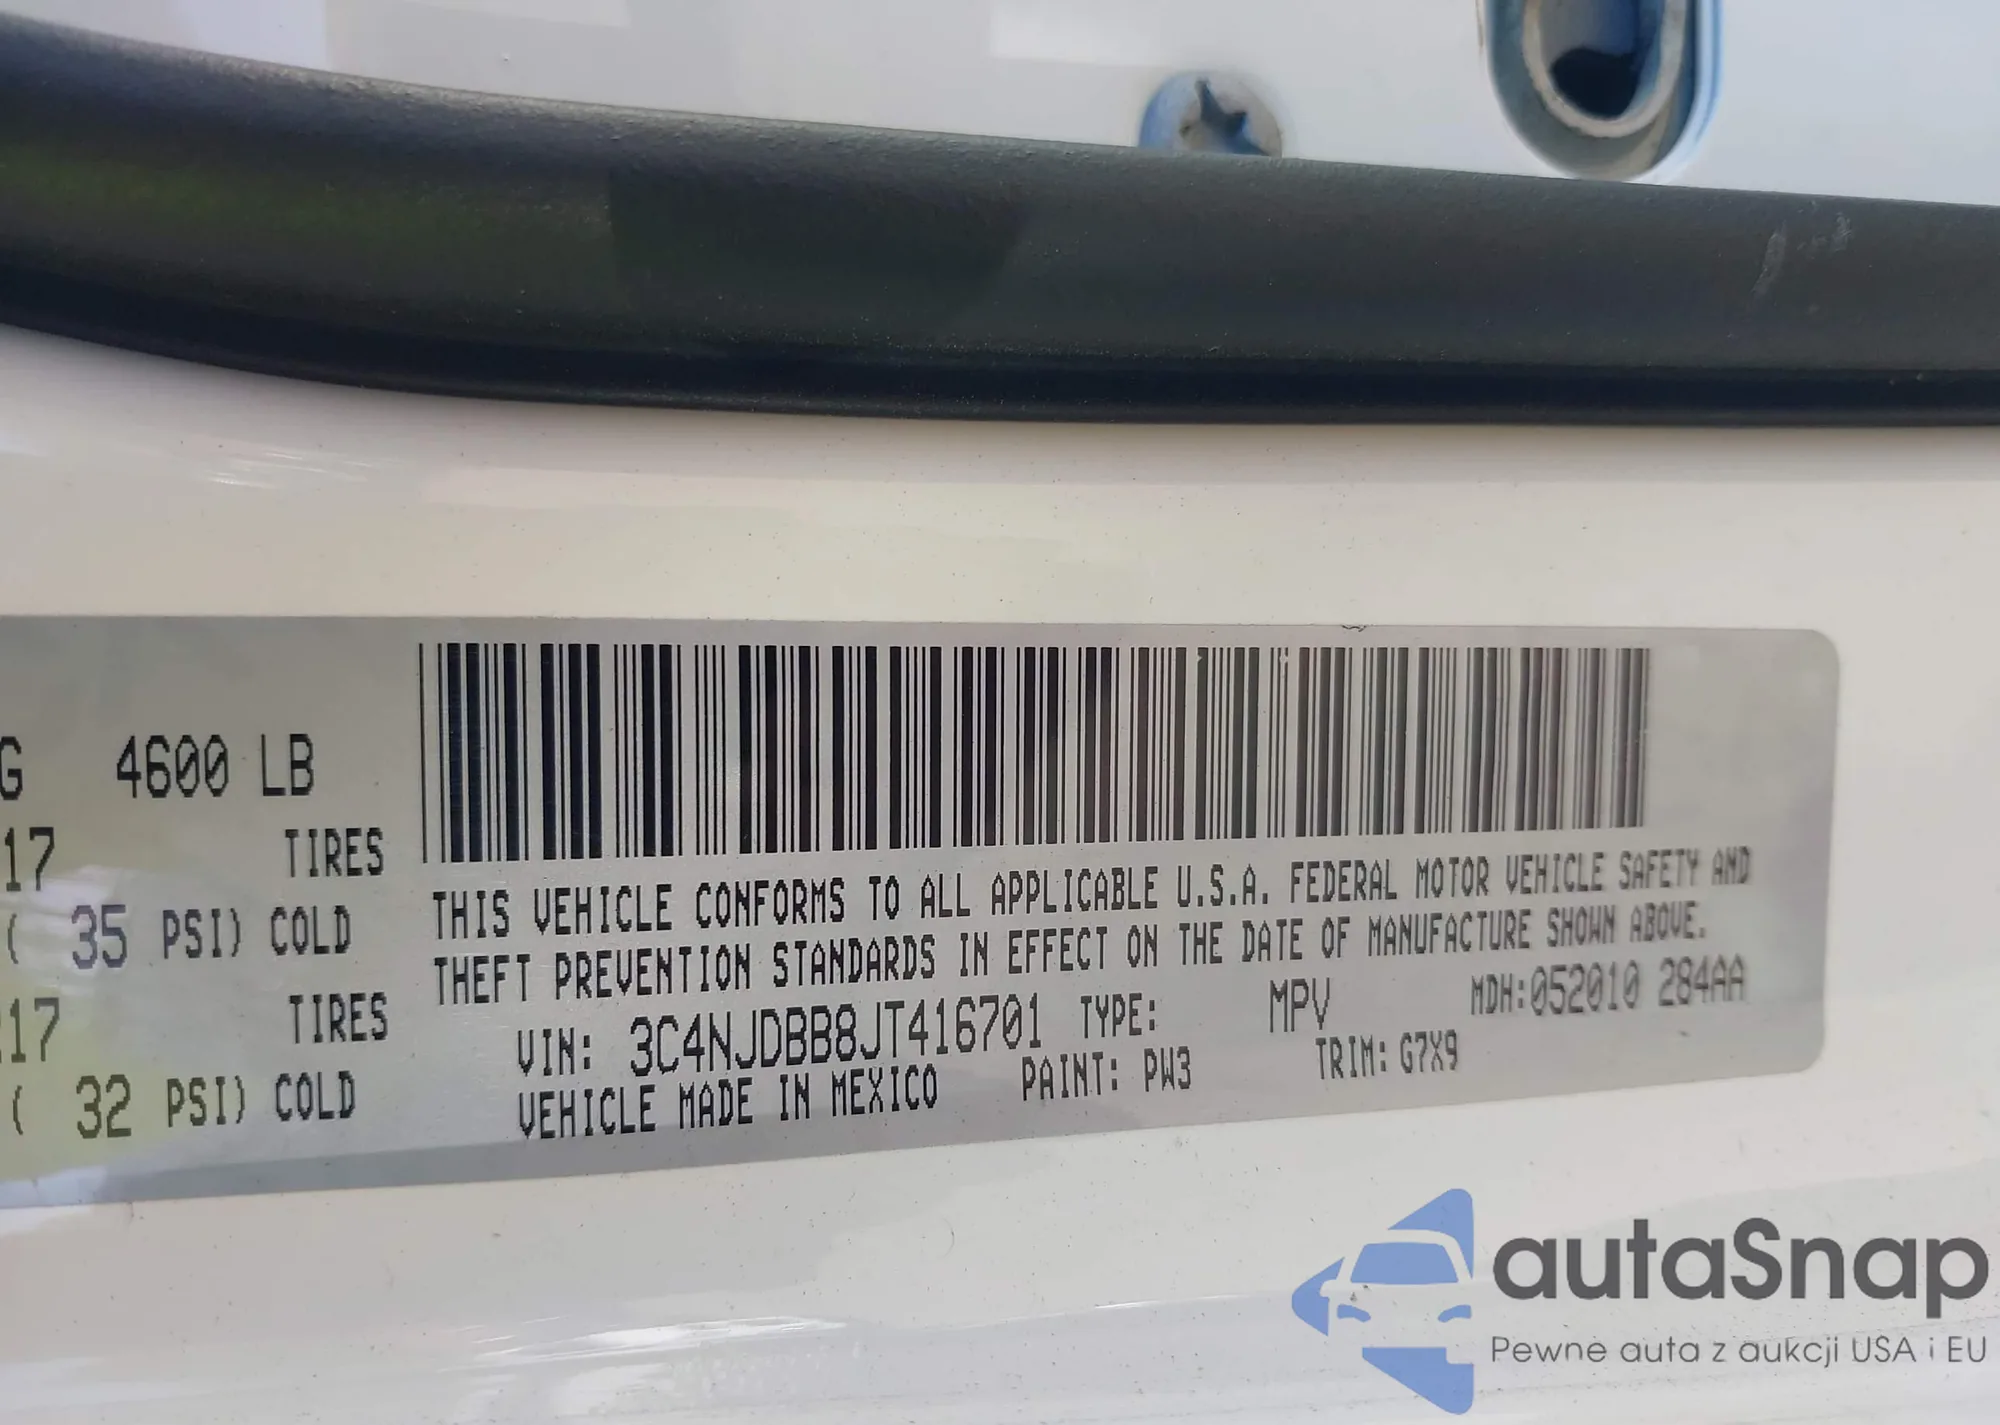 G 4600 LB
17 TIRES
( 35 PSI) COLD
17 TIRES
( 32 PSI) COLD
THIS VEHICLE CONFORMS TO ALL APPLICABLE U.S.A. FEDERAL MOTOR VEHICLE SAFETY AND
THEFT PREVENTION STANDARDS IN EFFECT ON THE DATE OF MANUFACTURE SHOWN ABOVE.
VIN: 3C4NJDBB8JT416701 TYPE: MPV MDH:052010 284AA
VEHICLE MADE IN MEXICO PAINT: PW3 TRIM: G7X9
autaSnap
Pewne auta z aukcji USA i EU